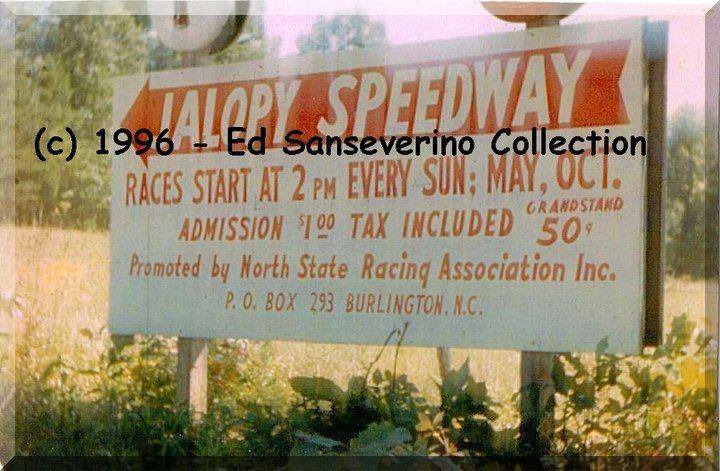 JALOPY SPEEDWAY
(c) 1996 - Ed Sanseverino Collection
RACES START AT 2 PM EVERY SUN: MAY, OCT.
ADMISSION $1.00 TAX INCLUDED GRANDSTAND 50¢
Promoted by North State Racing Association Inc.
P. O. BOX 293 BURLINGTON, N.C.